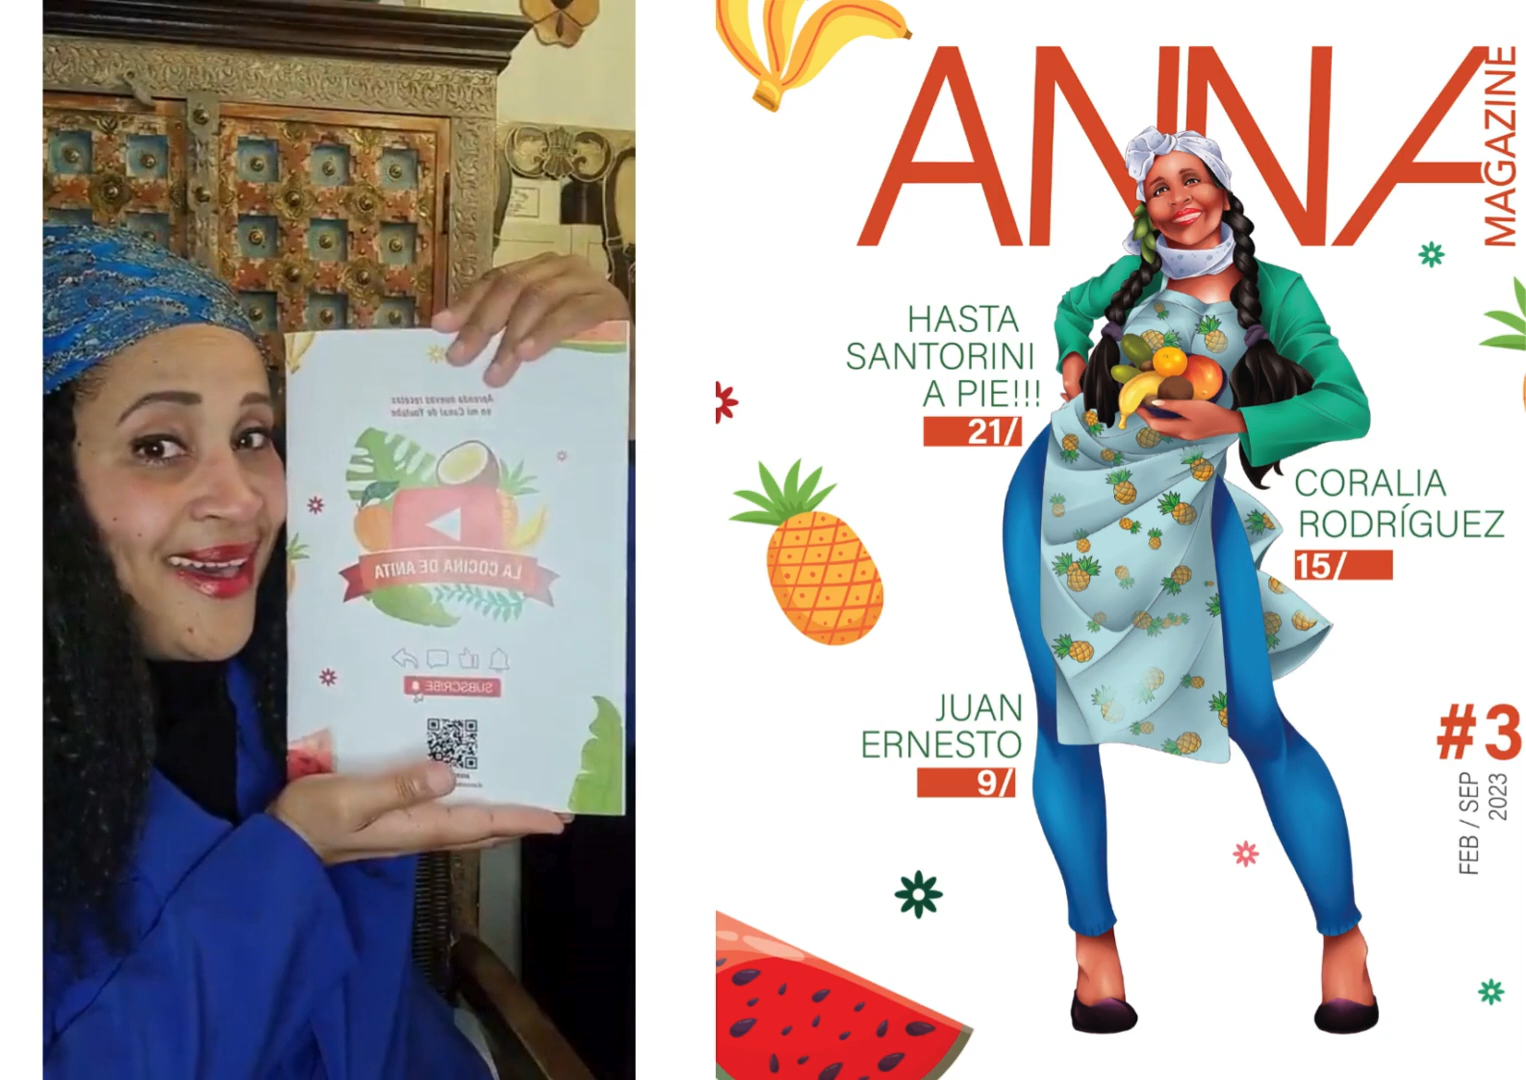 Aprenda nuevas recetas
en mi Canal de Youtube
LA COCINA DE ANITA
SUBSCRIBE
ANNA
MAGAZINE
HASTA
SANTORINI
A PIE!!!
21/
CORALIA
RODRÍGUEZ
15/
JUAN
ERNESTO
9/
#3
FEB / SEP
2023